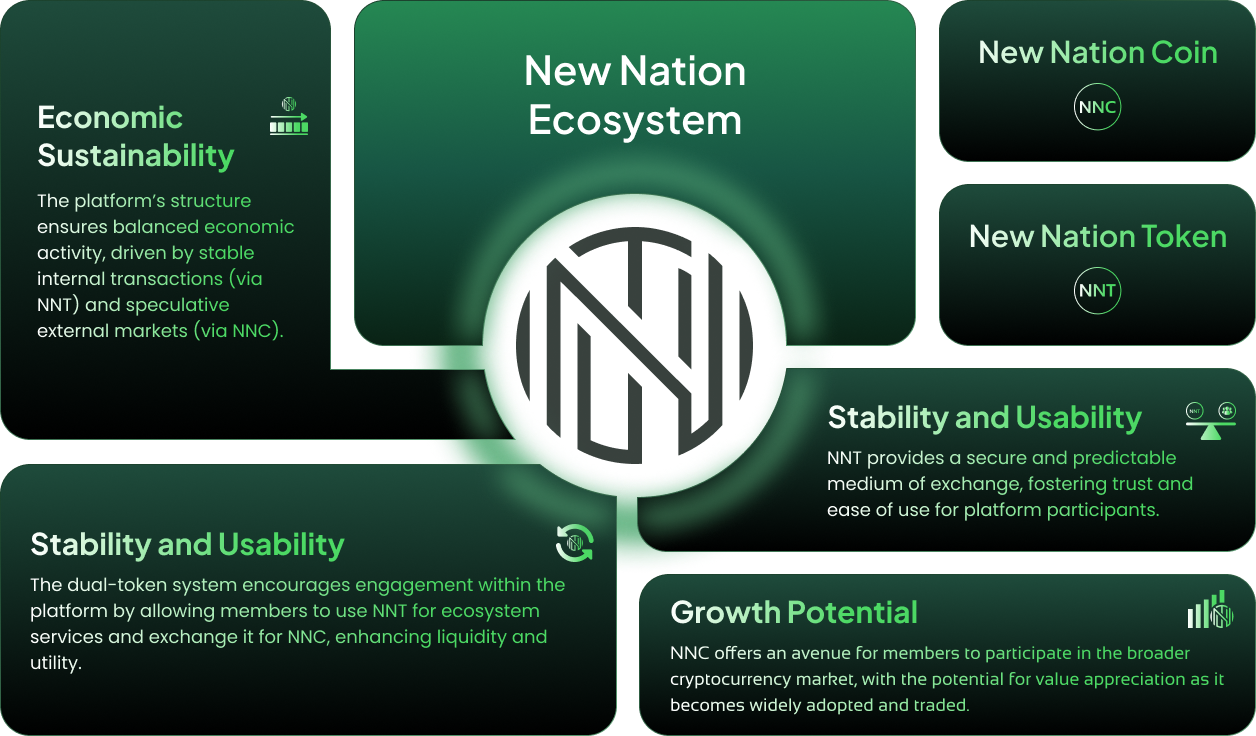 Economic
Sustainability
The platform’s structure
ensures balanced economic
activity, driven by stable
internal transactions (via
NNT) and speculative
external markets (via NNC).
New Nation
Ecosystem
New Nation Coin
NNC
New Nation Token
NNT
Stability and Usability
NNT
NNT provides a secure and predictable
medium of exchange, fostering trust and
ease of use for platform participants.
Stability and Usability
The dual-token system encourages engagement within the
platform by allowing members to use NNT for ecosystem
services and exchange it for NNC, enhancing liquidity and
utility.
Growth Potential
NNC offers an avenue for members to participate in the broader
cryptocurrency market, with the potential for value appreciation as it
becomes widely adopted and traded.